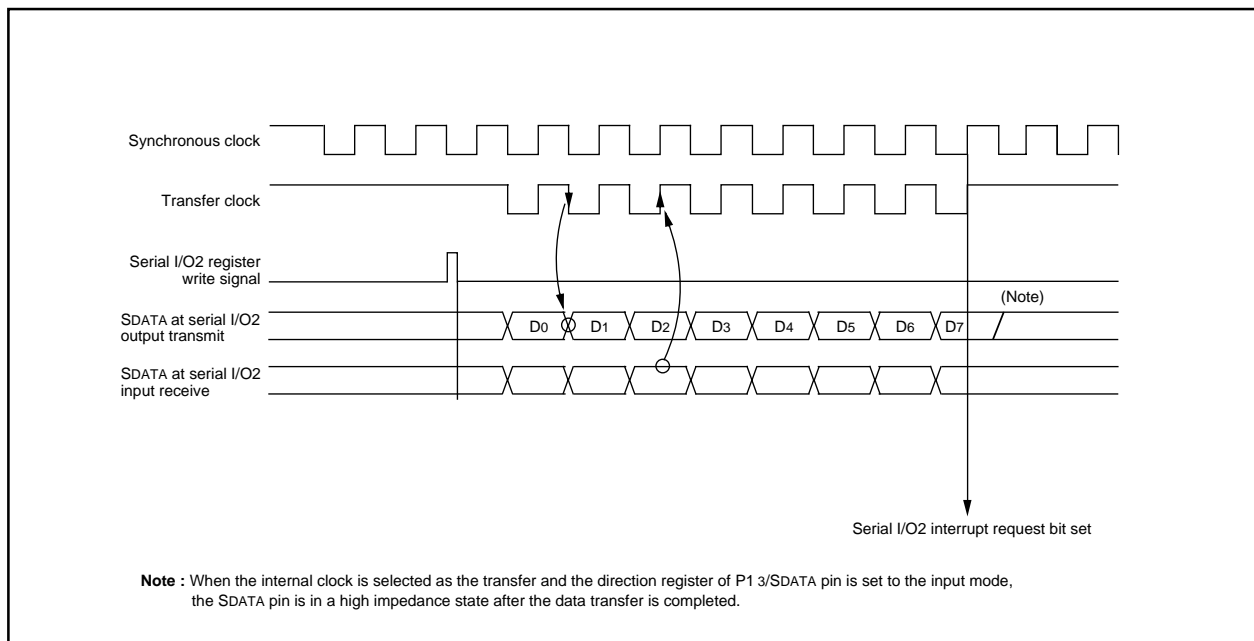 Synchronous clock
Transfer clock
Serial I/O2 register
write signal
(Note)
SDATA at serial I/O2
output transmit
D0 D1 D2 D3 D4 D5 D6 D7
SDATA at serial I/O2
input receive
Serial I/O2 interrupt request bit set
Note : When the internal clock is selected as the transfer and the direction register of P1 3/SDATA pin is set to the input mode,
the SDATA pin is in a high impedance state after the data transfer is completed.